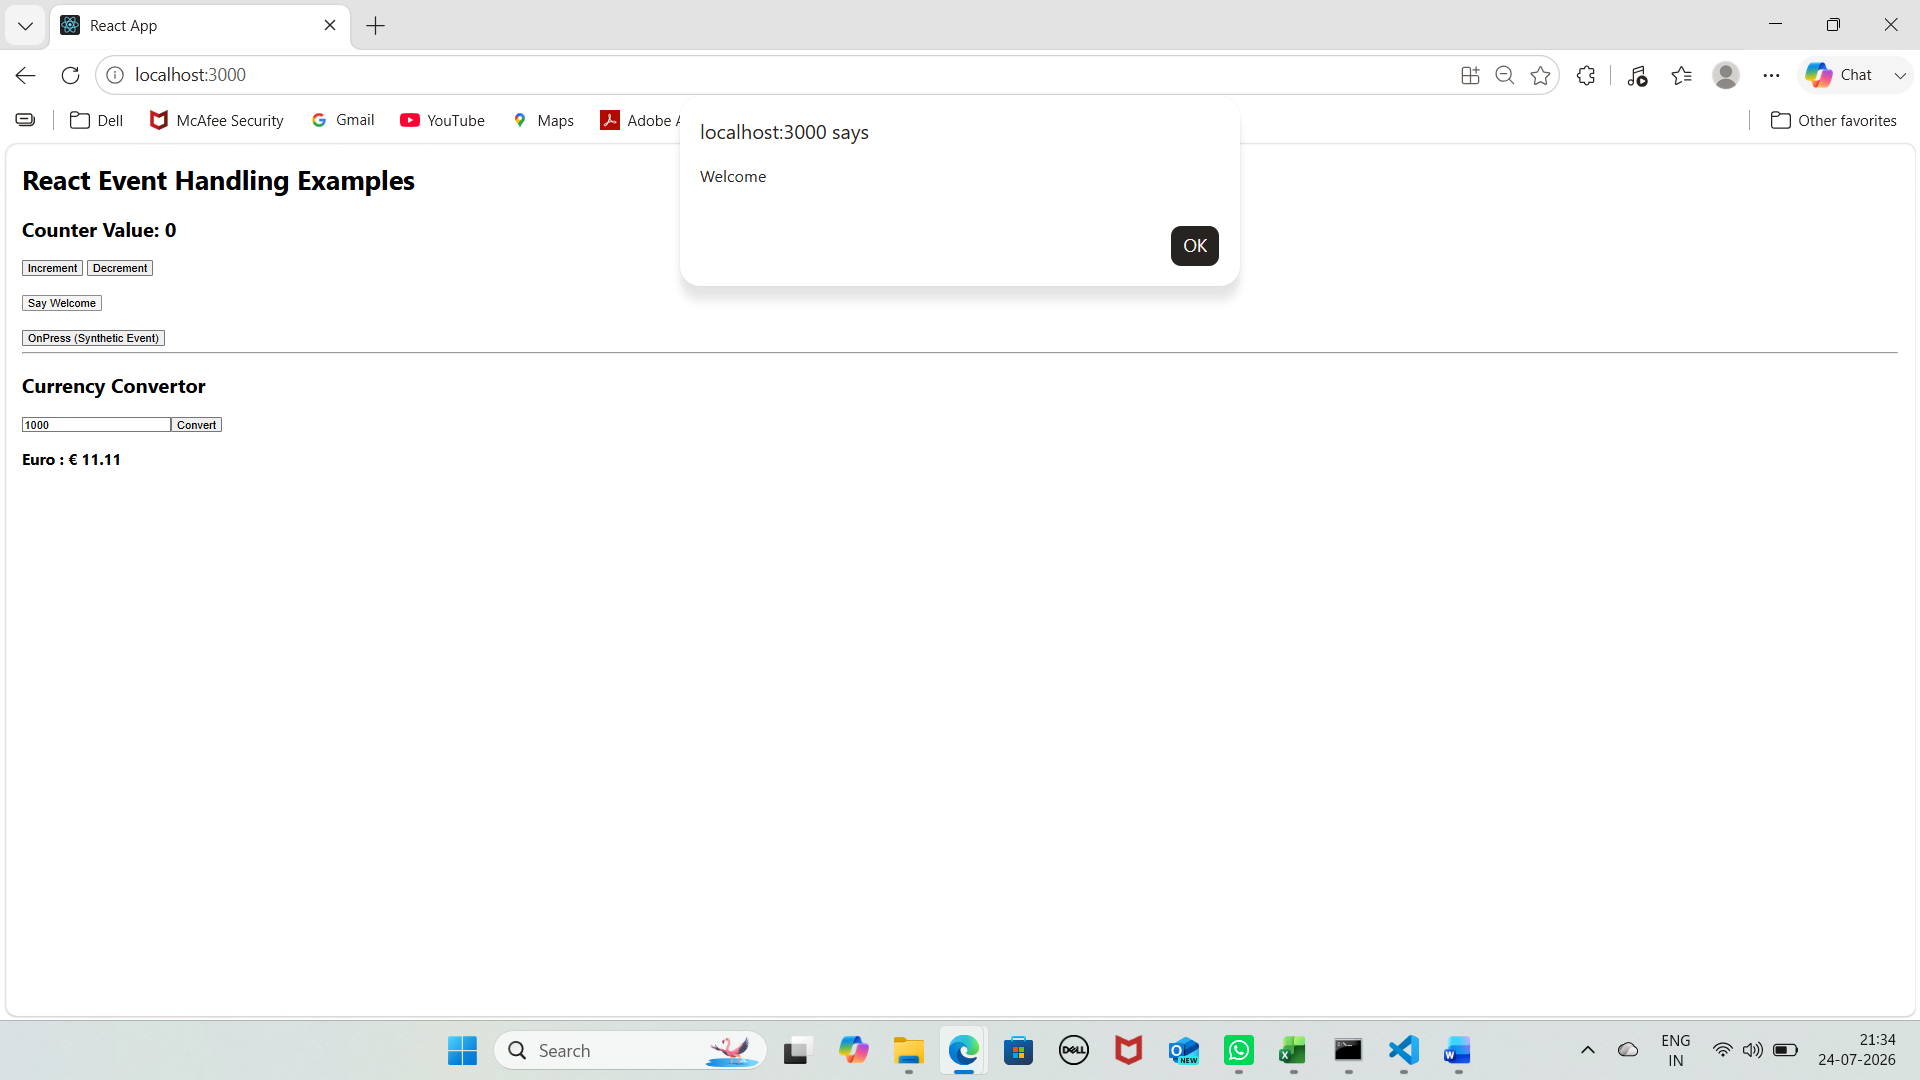 React App
localhost:3000
Chat
Dell
McAfee Security
Gmail
YouTube
Maps
Adobe A
Other favorites
localhost:3000 says
Welcome
OK
React Event Handling Examples
Counter Value: 0
Increment Decrement
Say Welcome
OnPress (Synthetic Event)
Currency Convertor
1000 Convert
Euro : € 11.11
Search
DELL
NEW
ENG
IN
21:34
24-07-2026